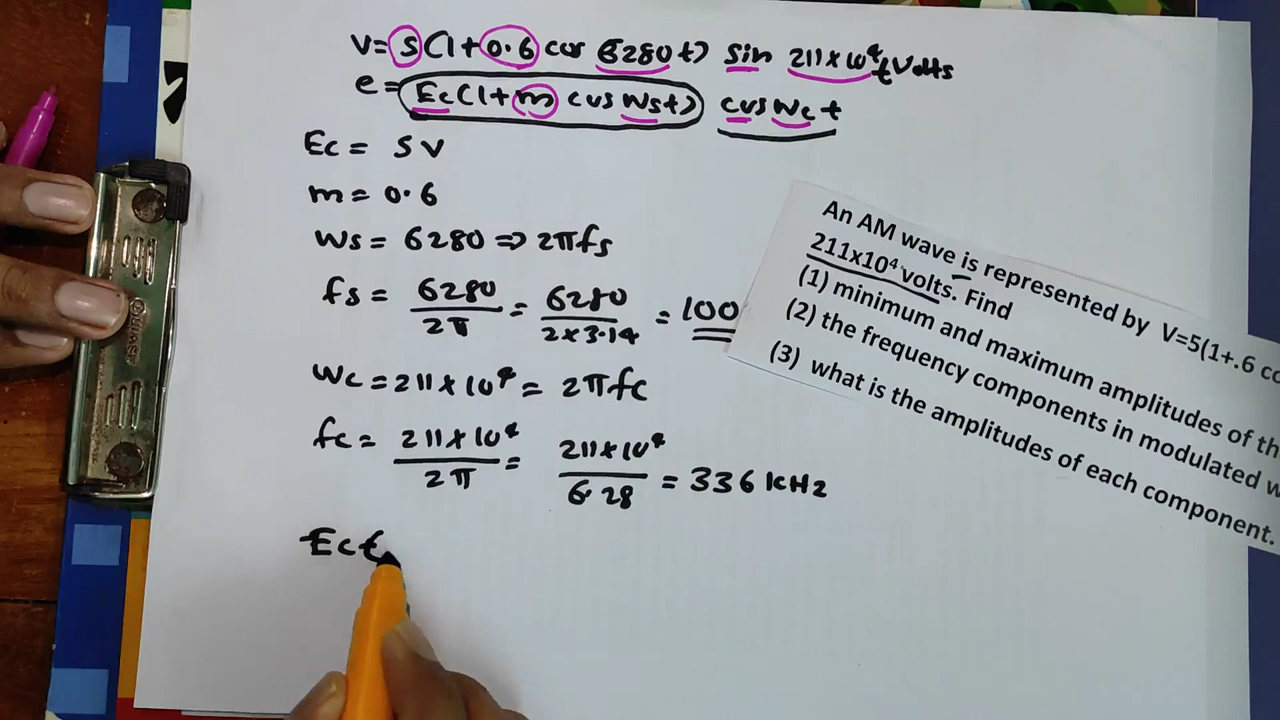 V=5(1+0.6 cos 6280t) sin 211×10⁴t Volts
e=Ec(1+m cos Wst) cos Wct
Ec = 5V
m = 0.6
Ws = 6280 ⇒ 2πfs
fs = 6280/2π = 6280/2×3.14 = 100
Wc = 211×10⁴ = 2πfc
fc = 211×10⁴/2π = 211×10⁴/6.28 = 336 kHz
Ec
An AM wave is represented by V=5(1+.6 co
211x10⁴ volts. Find
(1) minimum and maximum amplitudes of th
(2) the frequency components in modulated w
(3) what is the amplitudes of each component.